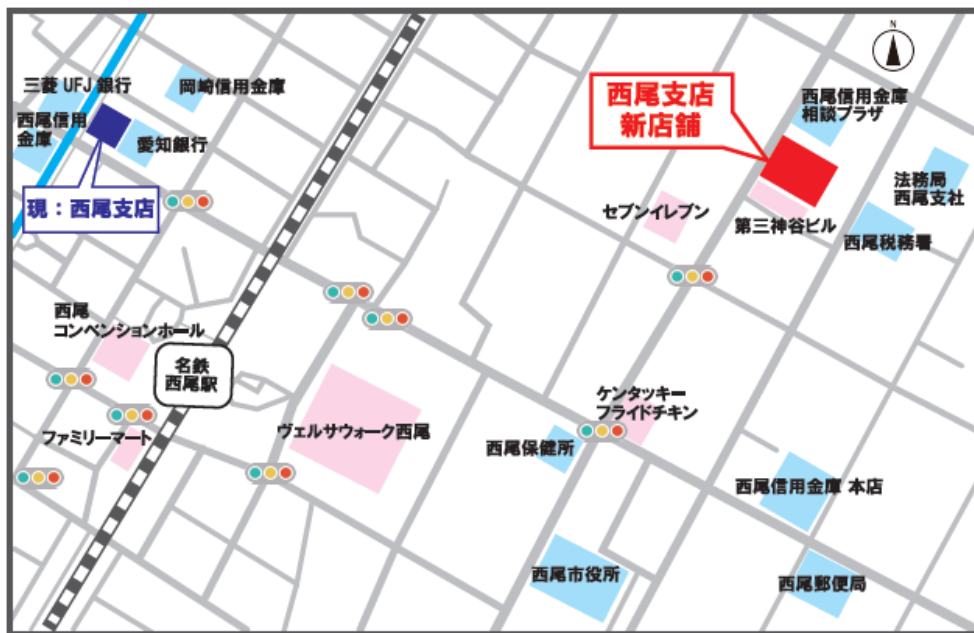 N
三菱 UFJ 銀行
岡崎信用金庫
西尾信用
金庫
愛知銀行
現：西尾支店
西尾支店
新店舗
西尾信用金庫
相談プラザ
法務局
西尾支社
セブンイレブン
第三神谷ビル
西尾税務署
西尾
コンベンションホール
名鉄
西尾駅
ファミリーマート
ヴェルサウォーク西尾
ケンタッキー
フライドチキン
西尾保健所
西尾信用金庫 本店
西尾市役所
西尾郵便局